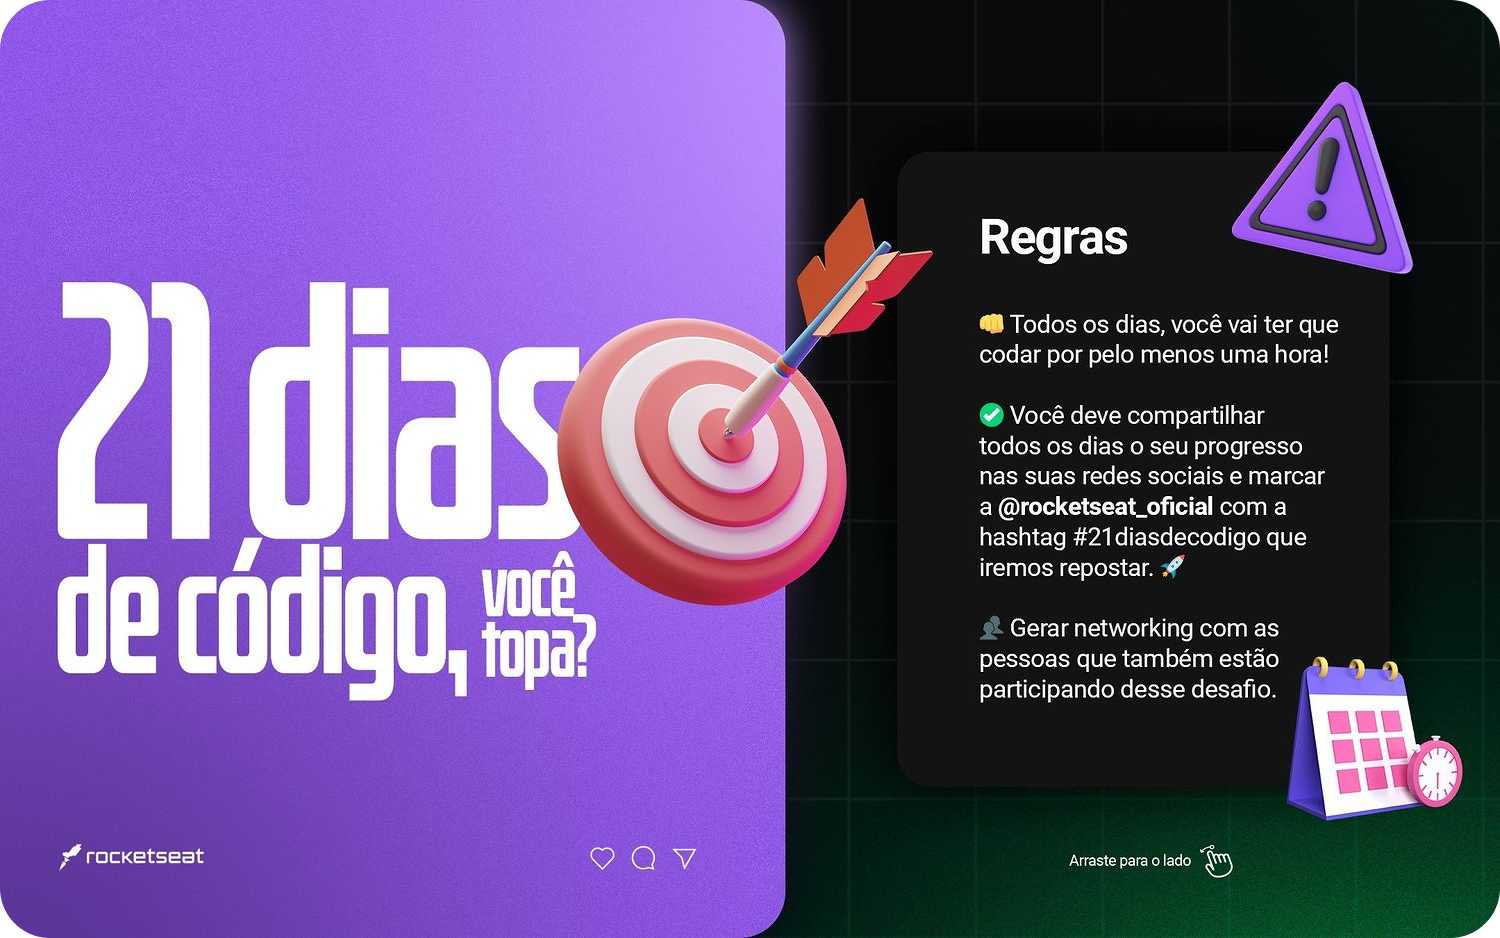 21 dias
de código,
você
topa?
rocketseat
Regras
👊 Todos os dias, você vai ter que
codar por pelo menos uma hora!
✅ Você deve compartilhar
todos os dias o seu progresso
nas suas redes sociais e marcar
a @rocketseat_oficial com a
hashtag #21diasdecodigo que
iremos repostar. 🚀
👥 Gerar networking com as
pessoas que também estão
participando desse desafio.
Arraste para o lado